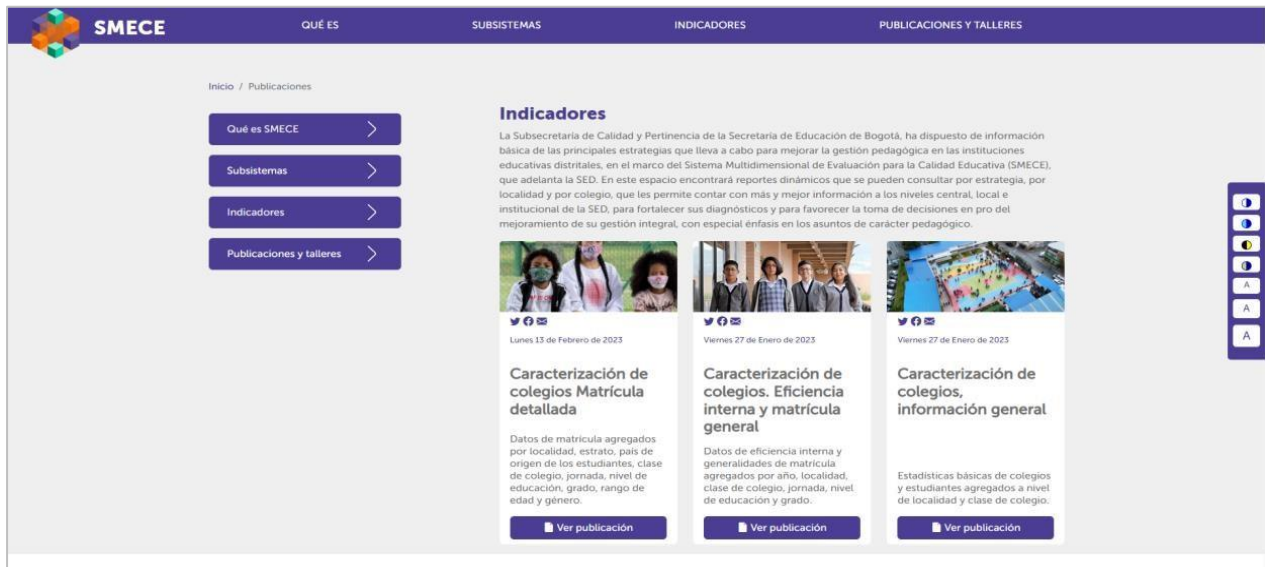 SMECE
QUÉ ES
SUBSISTEMAS
INDICADORES
PUBLICACIONES Y TALLERES
Inicio / Publicaciones
Qué es SMECE
Subsistemas
Indicadores
Publicaciones y talleres
Indicadores
La Subsecretaría de Calidad y Pertinencia de la Secretaría de Educación de Bogotá, ha dispuesto de información
básica de las principales estrategias que lleva a cabo para mejorar la gestión pedagógica en las instituciones
educativas distritales, en el marco del Sistema Multidimensional de Evaluación para la Calidad Educativa (SMECE),
que adelanta la SED. En este espacio encontrará reportes dinámicos que se pueden consultar por estrategia, por
localidad y por colegio, que les permite contar con más y mejor información a los niveles central, local e
institucional de la SED, para fortalecer sus diagnósticos y para favorecer la toma de decisiones en pro del
mejoramiento de su gestión integral, con especial énfasis en los asuntos de carácter pedagógico.
Lunes 13 de Febrero de 2023
Caracterización de
colegios Matrícula
detallada
Datos de matricula agregados
por localidad, estrato, país de
origen de los estudiantes, clase
de colegio, jornada, nivel de
educación, grado, rango de
edad y género.
Ver publicación
Viernes 27 de Enero de 2023
Caracterización de
colegios. Eficiencia
interna y matrícula
general
Datos de eficiencia interna y
generalidades de matrícula
agregados por año, localidad,
clase de colegio, jornada, nivel
de educación y grado.
Ver publicación
Viernes 27 de Enero de 2023
Caracterización de
colegios,
información general
Estadísticas básicas de colegios
y estudiantes agregados a nivel
de localidad y clase de colegio.
Ver publicación
A
A
A